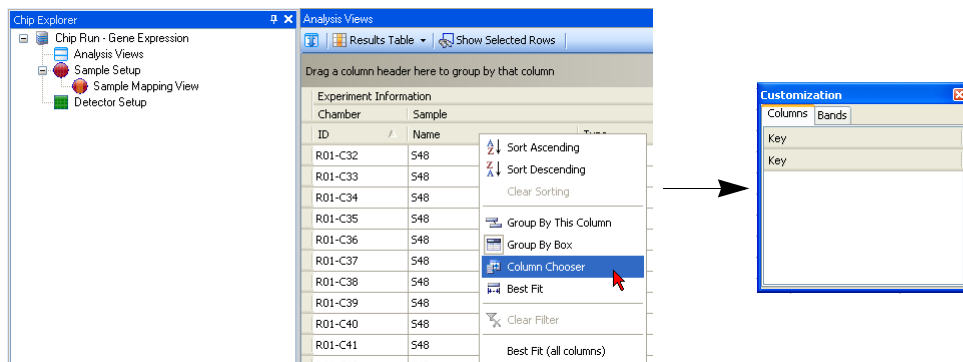 Chip Explorer
Chip Run - Gene Expression
Analysis Views
Sample Setup
Sample Mapping View
Detector Setup
Analysis Views
Results Table Show Selected Rows
Drag a column header here to group by that column
Experiment Information
Chamber Sample
ID Name Type
R01-C32 S48
R01-C33 S48
R01-C34 S48
R01-C35 S48
R01-C36 S48
R01-C37 S48
R01-C38 S48
R01-C39 S48
R01-C40 S48
R01-C41 S48
Sort Ascending
Sort Descending
Clear Sorting
Group By This Column
Group By Box
Column Chooser
Best Fit
Clear Filter
Best Fit (all columns)
Customization
Columns Bands
Key
Key